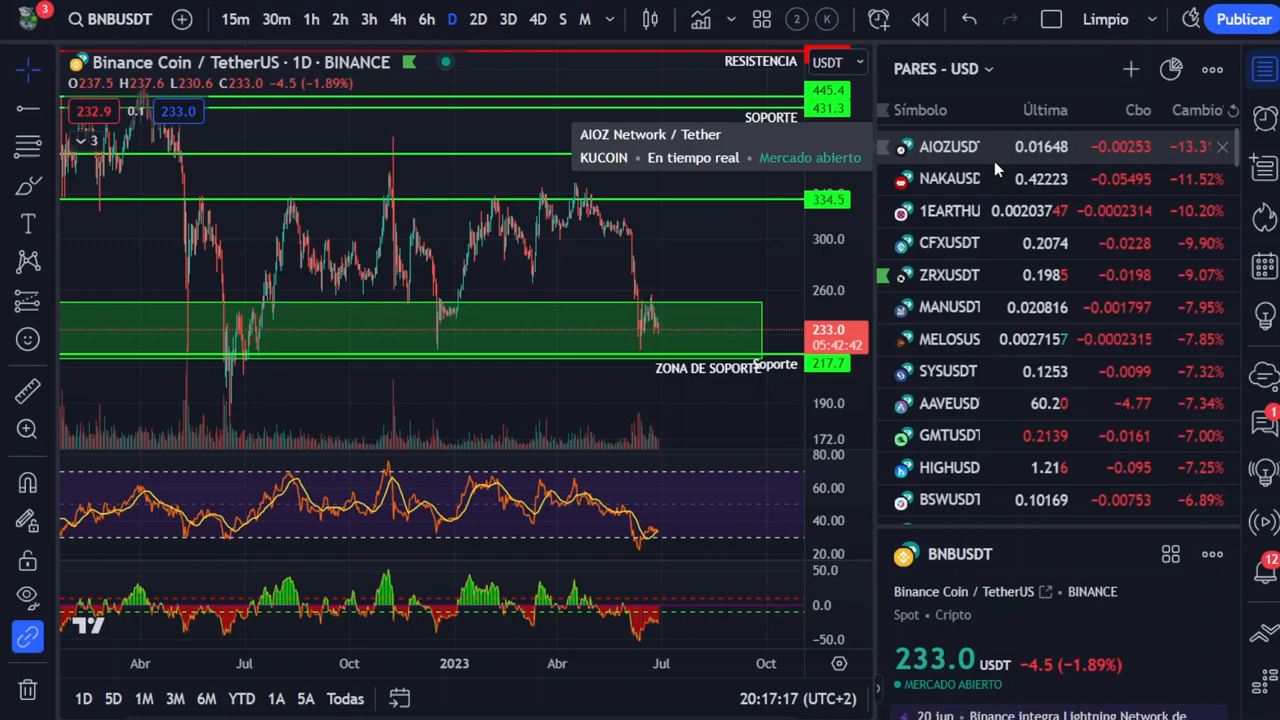 3
BNBUSDT
15m 30m 1h 2h 3h 4h 6h D 2D 3D 4D S M
2 K
Limpio
Publicar
Binance Coin / TetherUS · 1D · BINANCE
O237.5 H237.6 L230.6 C233.0 −4.5 (−1.89%)
232.9 0.1 233.0
3
RESISTENCIA
USDT
445.4
431.3
SOPORTE
AIOZ Network / Tether
KUCOIN • En tiempo real • Mercado abierto
334.5
300.0
260.0
233.0
05:42:42
Soporte
217.7
ZONA DE SOPORTE
190.0
172.0
80.00
60.00
40.00
20.00
50.0
0.0
−50.0
Abr Jul Oct 2023 Abr Jul Oct
1D 5D 1M 3M 6M YTD 1A 5A Todas
20:17:17 (UTC+2)
PARES - USD
Símbolo Última Cbo Cambio
AIOZUSDT 0.01648 −0.00253 −13.31
NAKAUSD 0.42223 −0.05495 −11.52%
1EARTHU 0.00203747 −0.0002314 −10.20%
CFXUSDT 0.2074 −0.0228 −9.90%
ZRXUSDT 0.1985 −0.0198 −9.07%
MANUSDT 0.020816 −0.001797 −7.95%
MELOSUS 0.0027157 −0.0002315 −7.85%
SYSUSDT 0.1253 −0.0099 −7.32%
AAVEUSD 60.20 −4.77 −7.34%
GMTUSDT 0.2139 −0.0161 −7.00%
HIGHUSD 1.216 −0.095 −7.25%
BSWUSDT 0.10169 −0.00753 −6.89%
BNBUSDT
Binance Coin / TetherUS • BINANCE
Spot • Cripto
233.0 USDT −4.5 (−1.89%)
MERCADO ABIERTO
20 jun • Binance integra Lightning Network de
1
12